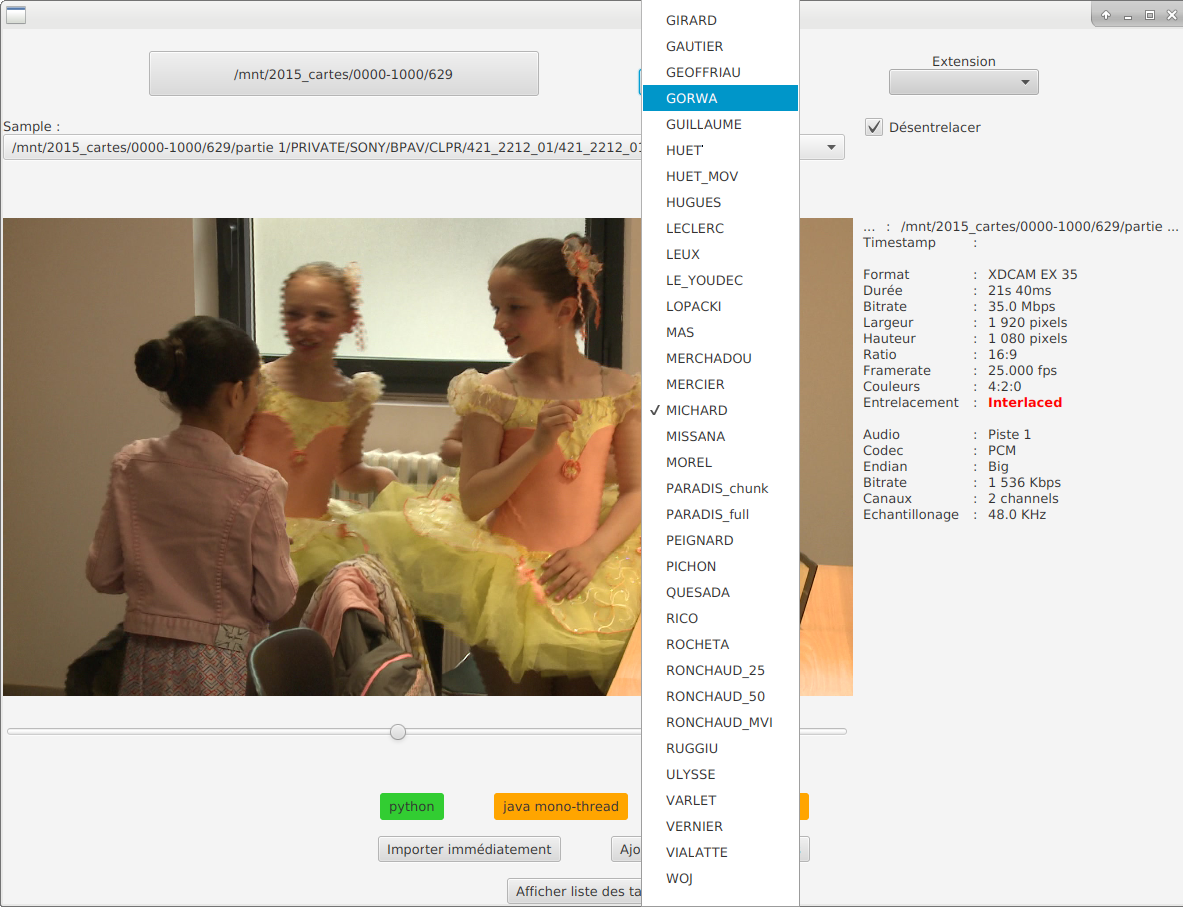 /mnt/2015_cartes/0000-1000/629
Extension
Sample :
/mnt/2015_cartes/0000-1000/629/partie 1/PRIVATE/SONY/BPAV/CLPR/421_2212_01/421_2212_01
Désentrelacer
GIRARD
GAUTIER
GEOFFRIAU
GORWA
GUILLAUME
HUET
HUET_MOV
HUGUES
LECLERC
LEUX
LE_YOUDEC
LOPACKI
MAS
MERCHADOU
MERCIER
MICHARD
MISSANA
MOREL
PARADIS_chunk
PARADIS_full
PEIGNARD
PICHON
QUESADA
RICO
ROCHETA
RONCHAUD_25
RONCHAUD_50
RONCHAUD_MVI
RUGGIU
ULYSSE
VARLET
VERNIER
VIALATTE
WOJ
... : /mnt/2015_cartes/0000-1000/629/partie ...
Timestamp :
Format : XDCAM EX 35
Durée : 21s 40ms
Bitrate : 35.0 Mbps
Largeur : 1 920 pixels
Hauteur : 1 080 pixels
Ratio : 16:9
Framerate : 25.000 fps
Couleurs : 4:2:0
Entrelacement : Interlaced
Audio : Piste 1
Codec : PCM
Endian : Big
Bitrate : 1 536 Kbps
Canaux : 2 channels
Echantillonage : 48.0 KHz
python
java mono-thread
Importer immédiatement
Ajo
Afficher liste des ta